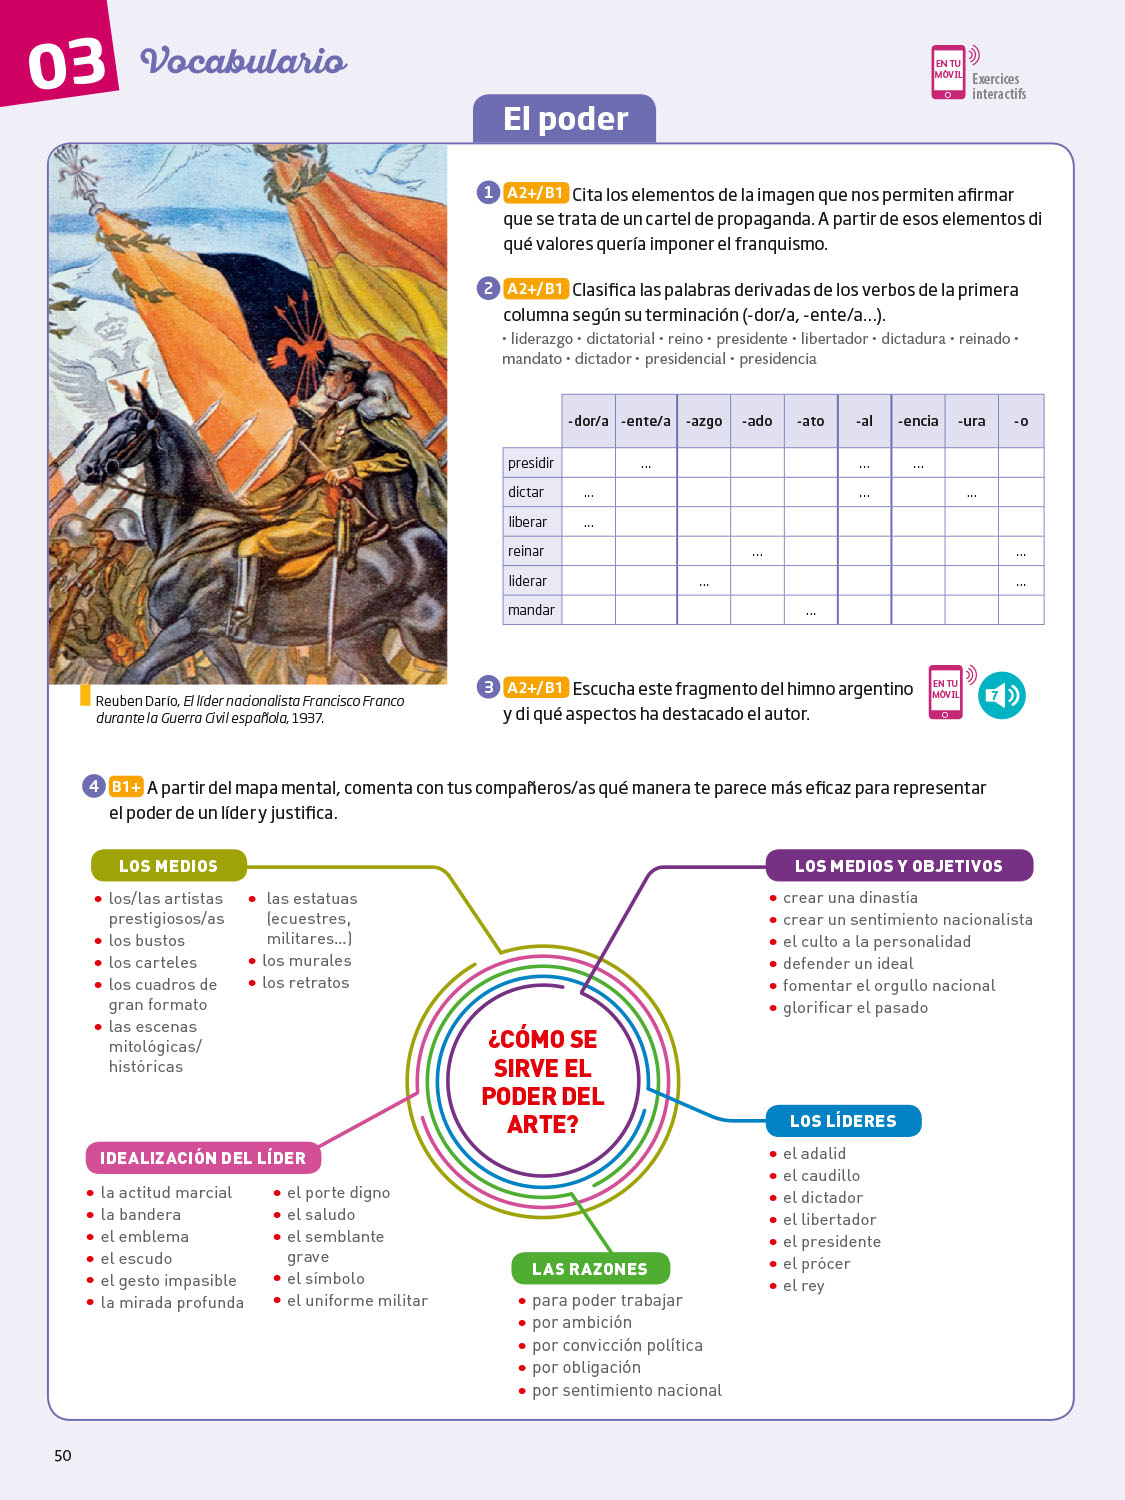 03
Vocabulario
EN TU
MÓVIL
Exercices
interactifs
El poder
1 A2+/B1 Cita los elementos de la imagen que nos permiten afirmar
que se trata de un cartel de propaganda. A partir de esos elementos di
qué valores quería imponer el franquismo.
2 A2+/B1 Clasifica las palabras derivadas de los verbos de la primera
columna según su terminación (-dor/a, -ente/a...).
• liderazgo • dictatorial • reino • presidente • libertador • dictadura • reinado •
mandato • dictador • presidencial • presidencia
-dor/a -ente/a -azgo -ado -ato -al -encia -ura -o
presidir ... ... ...
dictar ... ... ...
liberar ...
reinar ... ...
liderar ... ...
mandar ...
Reuben Darío, El líder nacionalista Francisco Franco
durante la Guerra Civil española, 1937.
3 A2+/B1 Escucha este fragmento del himno argentino
y di qué aspectos ha destacado el autor.
EN TU
MÓVIL
7
4 B1+ A partir del mapa mental, comenta con tus compañeros/as qué manera te parece más eficaz para representar
el poder de un líder y justifica.
LOS MEDIOS
• los/las artistas
prestigiosos/as
• los bustos
• los carteles
• los cuadros de
gran formato
• las escenas
mitológicas/
históricas
• las estatuas
(ecuestres,
militares...)
• los murales
• los retratos
LOS MEDIOS Y OBJETIVOS
• crear una dinastía
• crear un sentimiento nacionalista
• el culto a la personalidad
• defender un ideal
• fomentar el orgullo nacional
• glorificar el pasado
¿CÓMO SE
SIRVE EL
PODER DEL
ARTE?
LOS LÍDERES
• el adalid
• el caudillo
• el dictador
• el libertador
• el presidente
• el prócer
• el rey
IDEALIZACIÓN DEL LÍDER
• la actitud marcial
• la bandera
• el emblema
• el escudo
• el gesto impasible
• la mirada profunda
• el porte digno
• el saludo
• el semblante
grave
• el símbolo
• el uniforme militar
LAS RAZONES
• para poder trabajar
• por ambición
• por convicción política
• por obligación
• por sentimiento nacional
50